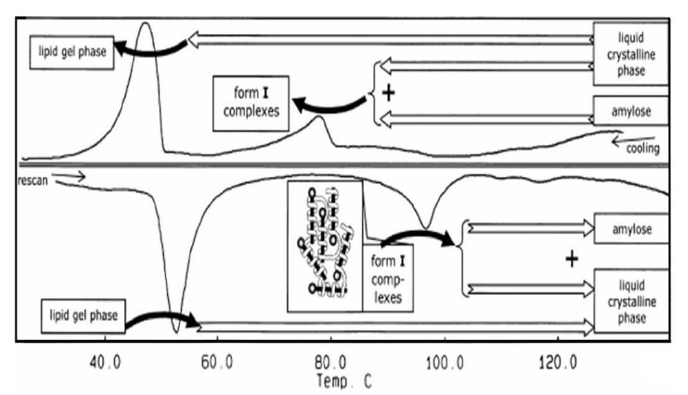 lipid gel phase
liquid
crystalline
phase
form I
complexes
+
amylose
cooling
rescan
amylose
form I
comp-
lexes
+
lipid gel phase
liquid
crystalline
phase
40.0 60.0 80.0 100.0 120.0
Temp. C